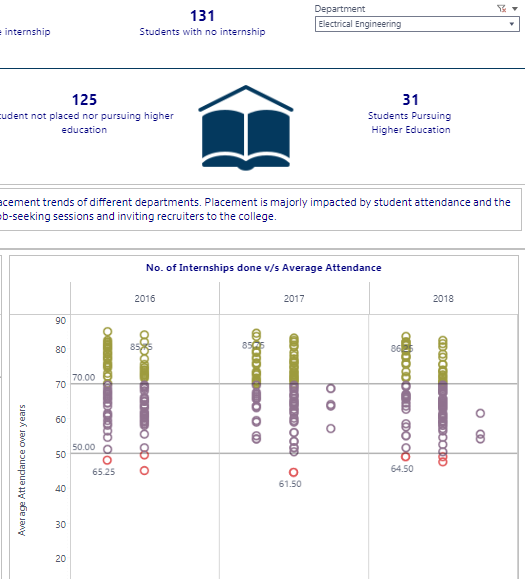 131
Students with no internship
internship
Department
Electrical Engineering
125
student not placed nor pursuing higher
education
31
Students Pursuing
Higher Education
acement trends of different departments. Placement is majorly impacted by student attendance and the
ob-seeking sessions and inviting recruiters to the college.
No. of Internships done v/s Average Attendance
2016
2017
2018
Average Attendance over years
90
80
70
60
50
40
30
20
70.00
50.00
85.75
65.25
85.75
61.50
64.50